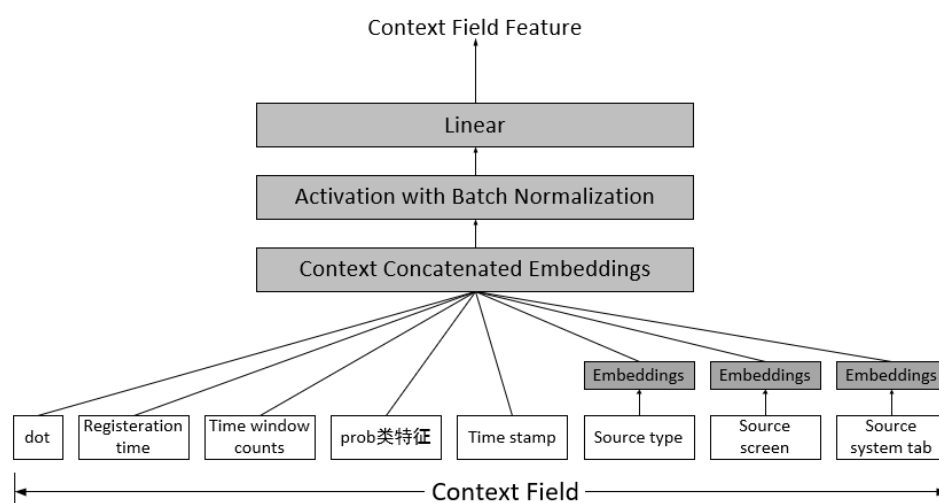 Context Field Feature
Linear
Activation with Batch Normalization
Context Concatenated Embeddings
Embeddings
Embeddings
Embeddings
dot
Registeration
time
Time window
counts
prob类特征
Time stamp
Source type
Source
screen
Source
system tab
Context Field